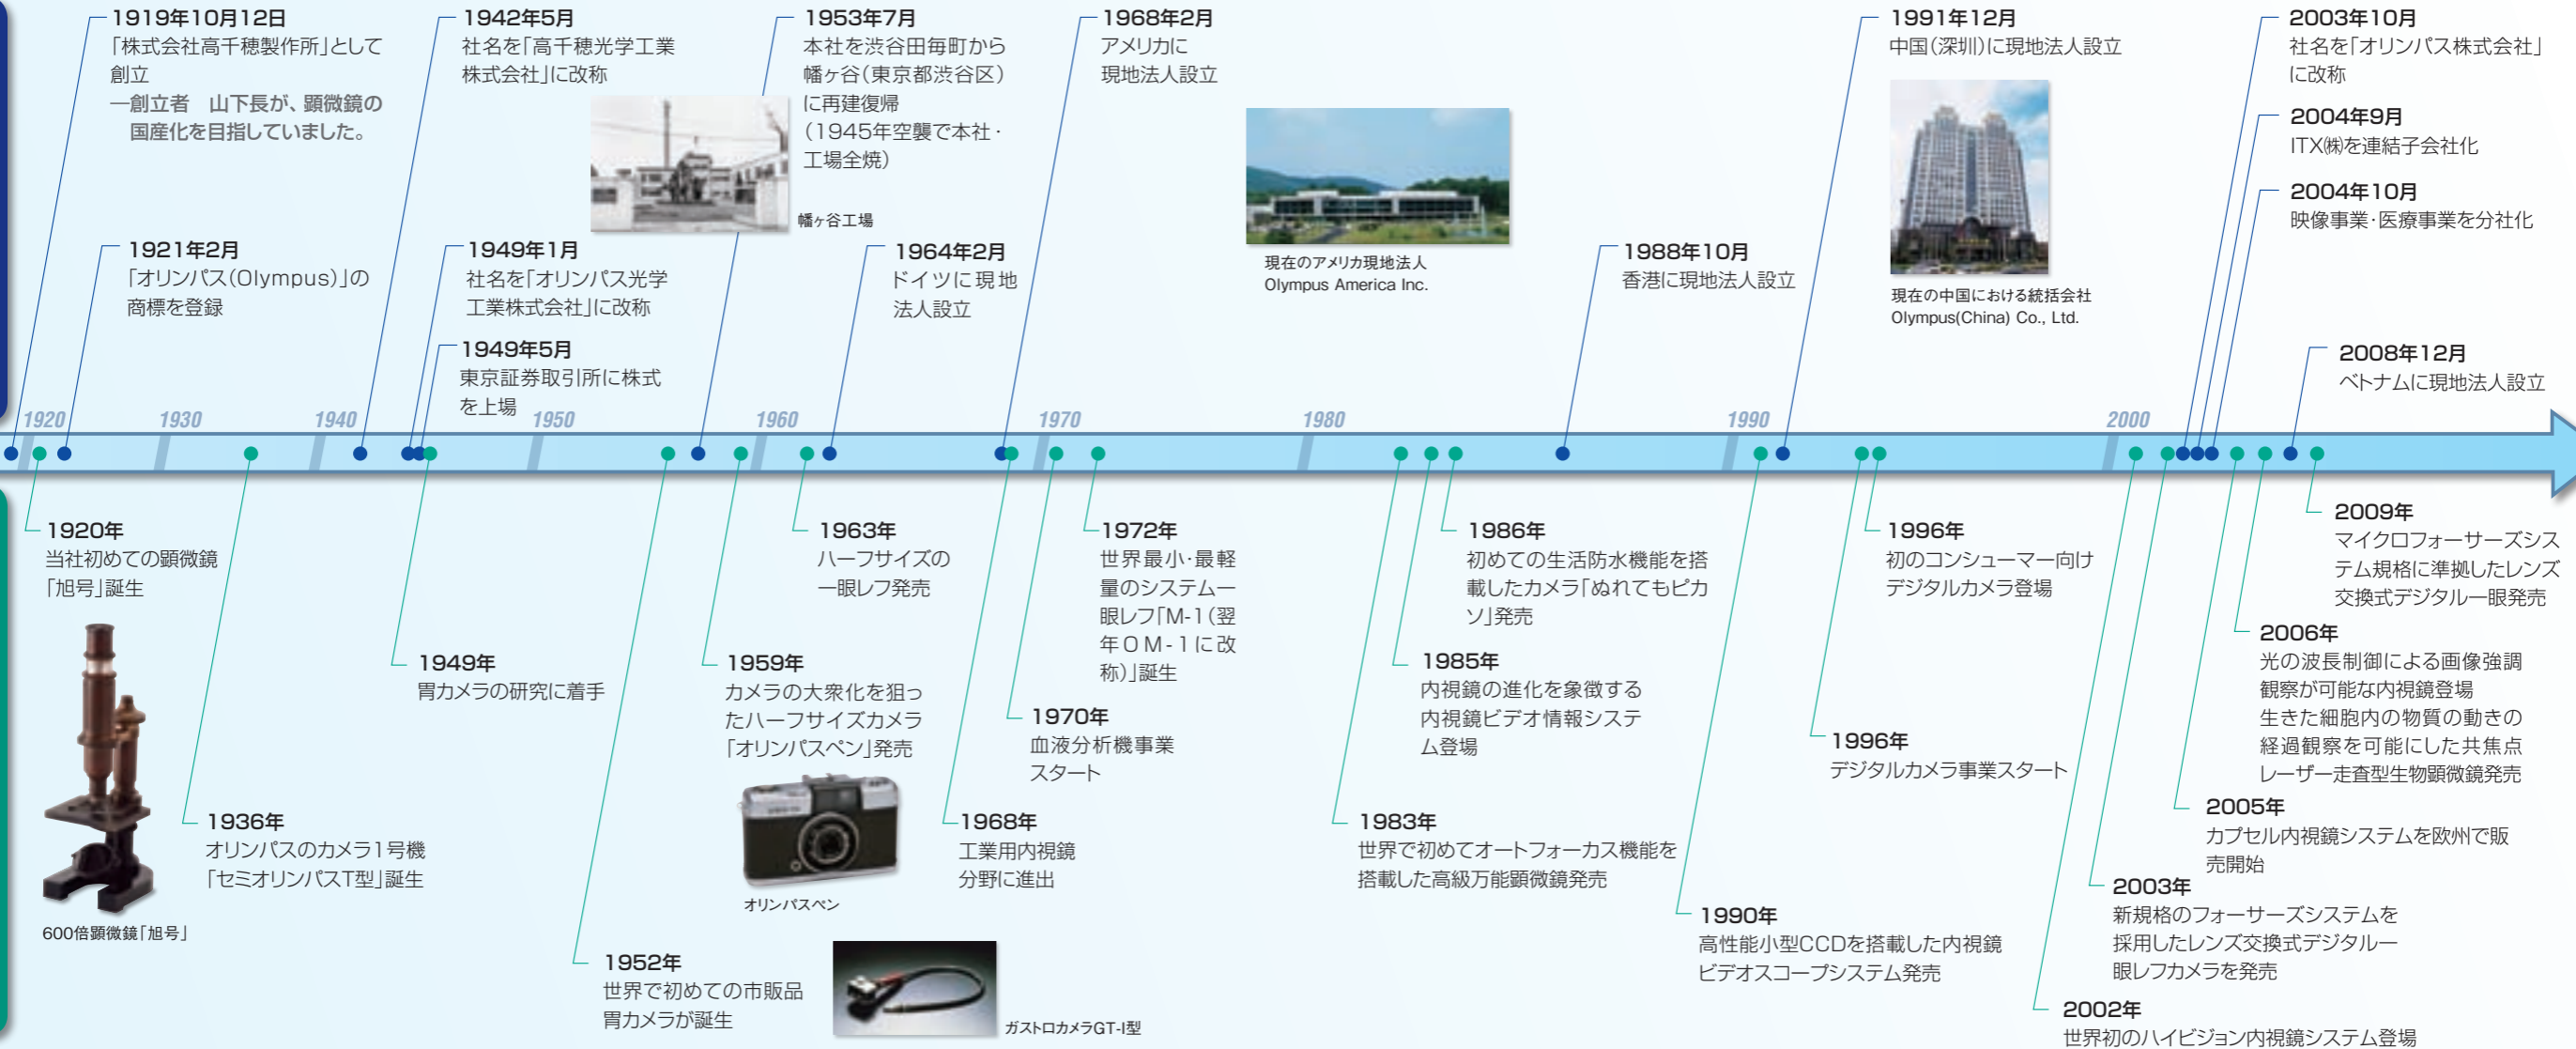 1919年10月12日
「株式会社高千穂製作所」として
創立
―創立者　山下長が、顕微鏡の
国産化を目指していました。
1921年2月
「オリンパス(Olympus)」の
商標を登録
1942年5月
社名を「高千穂光学工業
株式会社」に改称
1949年1月
社名を「オリンパス光学
工業株式会社」に改称
1949年5月
東京証券取引所に株式
を上場
1953年7月
本社を渋谷田毎町から
幡ヶ谷(東京都渋谷区)
に再建復帰
(1945年空襲で本社・
工場全焼)
幡ヶ谷工場
1964年2月
ドイツに現地
法人設立
1968年2月
アメリカに
現地法人設立
現在のアメリカ現地法人
Olympus America Inc.
1988年10月
香港に現地法人設立
1991年12月
中国(深圳)に現地法人設立
現在の中国における統括会社
Olympus(China) Co., Ltd.
2003年10月
社名を「オリンパス株式会社」
に改称
2004年9月
ITX㈱を連結子会社化
2004年10月
映像事業・医療事業を分社化
2008年12月
ベトナムに現地法人設立
1920
1930
1940
1950
1960
1970
1980
1990
2000
1920年
当社初めての顕微鏡
「旭号」誕生
600倍顕微鏡「旭号」
1936年
オリンパスのカメラ1号機
「セミオリンパスT型」誕生
1949年
胃カメラの研究に着手
1952年
世界で初めての市販品
胃カメラが誕生
ガストロカメラGT-I型
1959年
カメラの大衆化を狙っ
たハーフサイズカメラ
「オリンパスペン」発売
オリンパスペン
1963年
ハーフサイズの
一眼レフ発売
1968年
工業用内視鏡
分野に進出
1970年
血液分析機事業
スタート
1972年
世界最小・最軽
量のシステム一
眼レフ「M-1(翌
年OM-1に改
称)」誕生
1983年
世界で初めてオートフォーカス機能を
搭載した高級万能顕微鏡発売
1985年
内視鏡の進化を象徴する
内視鏡ビデオ情報システ
ム登場
1986年
初めての生活防水機能を搭
載したカメラ「ぬれてもピカ
ソ」発売
1990年
高性能小型CCDを搭載した内視鏡
ビデオスコープシステム発売
1996年
デジタルカメラ事業スタート
1996年
初のコンシューマー向け
デジタルカメラ登場
2002年
世界初のハイビジョン内視鏡システム登場
2003年
新規格のフォーサーズシステムを
採用したレンズ交換式デジタル一
眼レフカメラを発売
2005年
カプセル内視鏡システムを欧州で販
売開始
2006年
光の波長制御による画像強調
観察が可能な内視鏡登場
生きた細胞内の物質の動きの
経過観察を可能にした共焦点
レーザー走査型生物顕微鏡発売
2009年
マイクロフォーサーズシス
テム規格に準拠したレンズ
交換式デジタル一眼発売